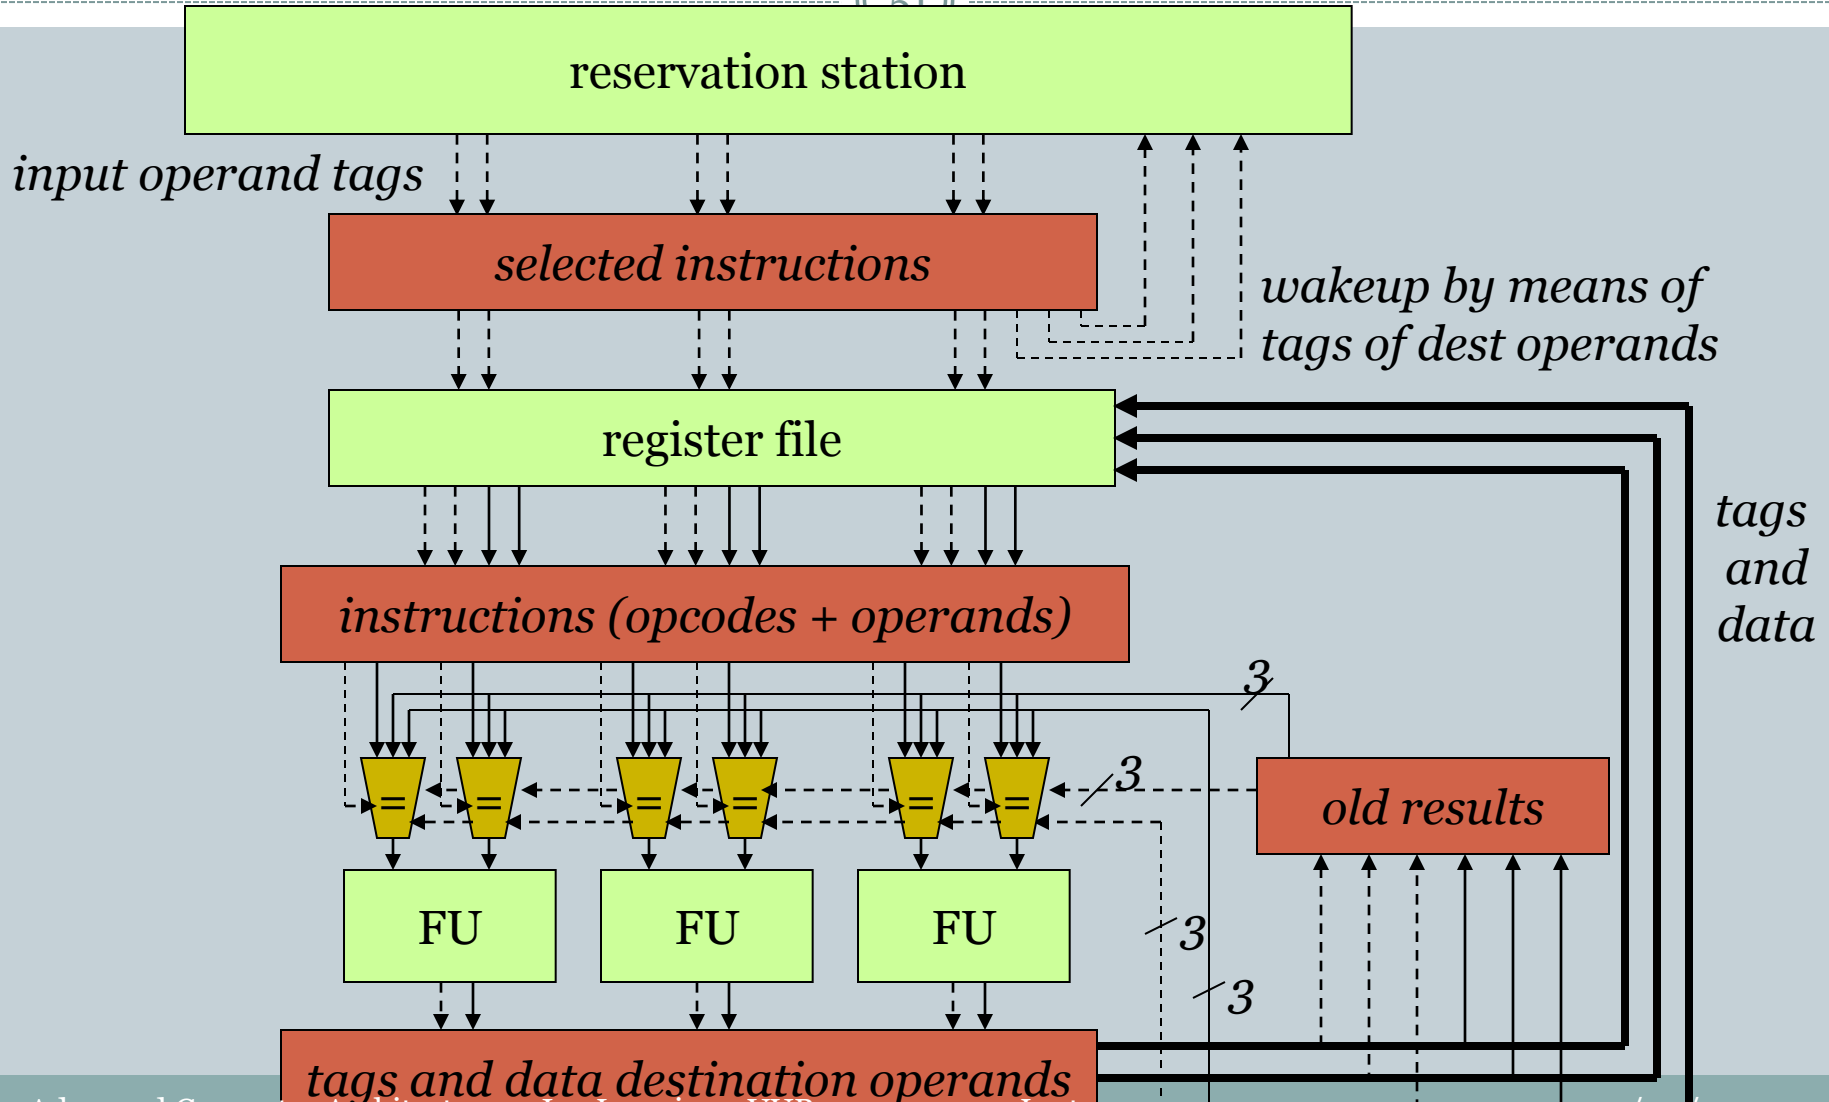 reservation station
input operand tags
selected instructions
wakeup by means of
tags of dest operands
register file
tags
and
data
instructions (opcodes + operands)
3
3
= = = = = =
old results
FU FU FU
3
3
tags and data destination operands